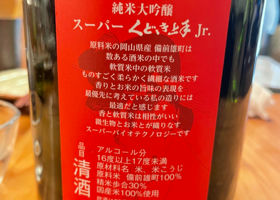 純米大吟醸
スーパー くどき上手 Jr.
原料米の岡山県産 備前雄町は
数ある酒米の中でも
軟質米中の軟質米
ものすごく柔らかく繊細な酒米です
香りとお米の旨味の表現を
最優先に考えている私の造りには
最適だと感じます
香と軟質米は相性がいい
微生物とお米とが織りなす
スーパーバイオテクノロジーです
品目 清酒
アルコール分
16度以上17度未満
原材料名 米、米こうじ
原料米 備前雄町100%
精米歩合30%
国産米100%使用